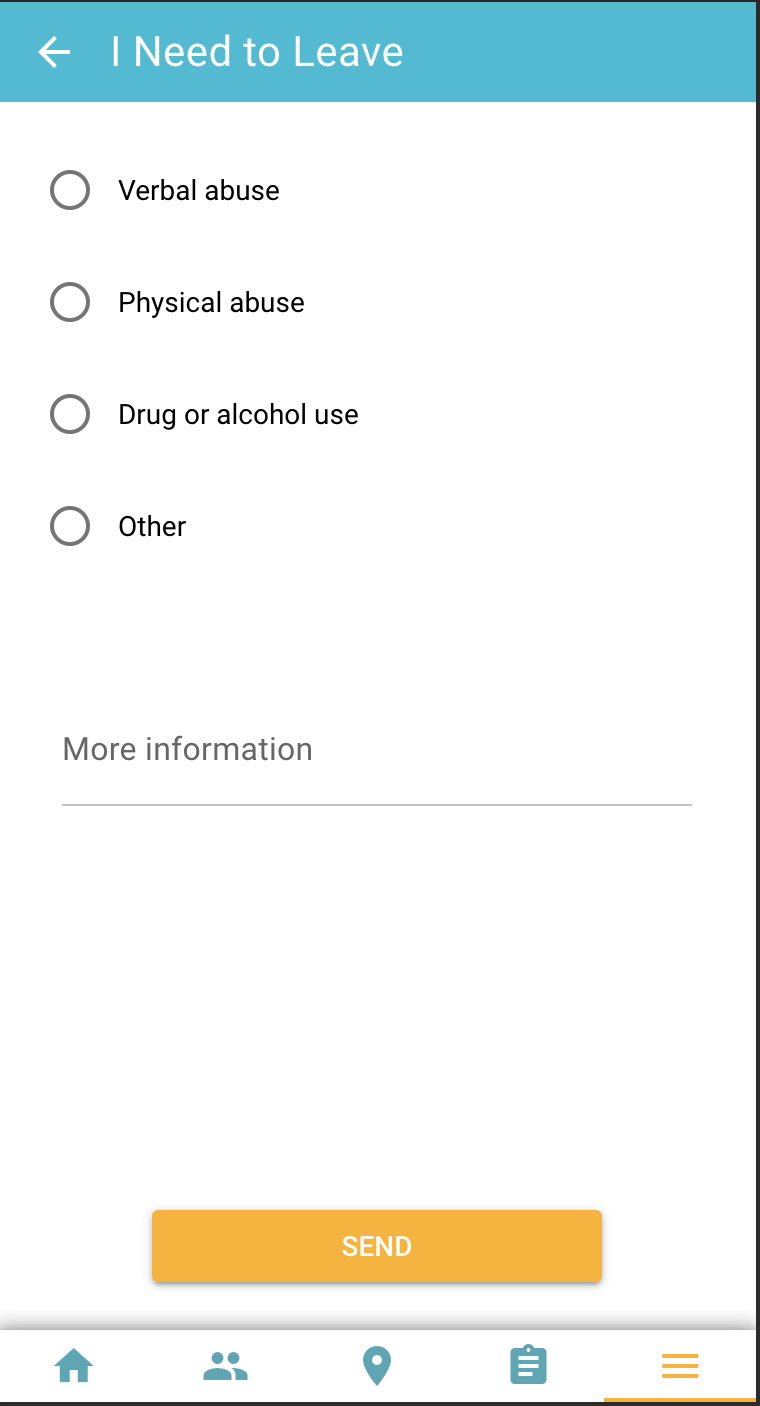 I Need to Leave
Verbal abuse
Physical abuse
Drug or alcohol use
Other
More information
SEND